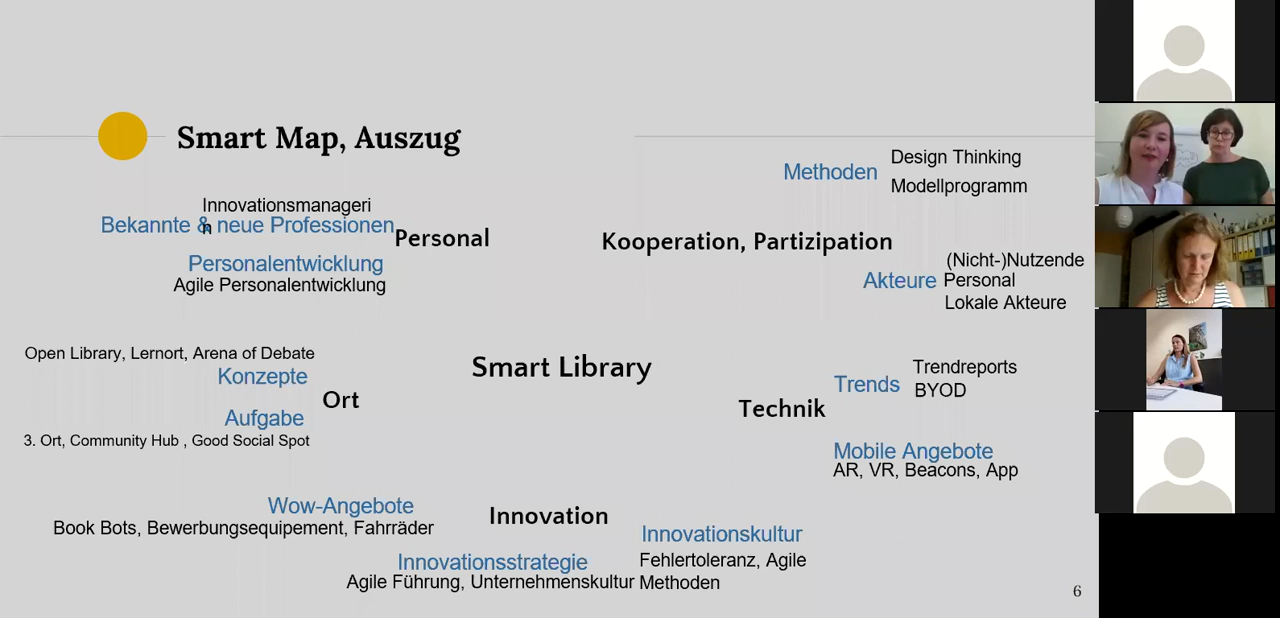 Smart Map, Auszug
Methoden
Design Thinking
Modellprogramm
Innovationsmanageri
n
Bekannte & neue Professionen
Personal
Personalentwicklung
Agile Personalentwicklung
Kooperation, Partizipation
Akteure
(Nicht-)Nutzende
Personal
Lokale Akteure
Open Library, Lernort, Arena of Debate
Konzepte
Ort
Aufgabe
3. Ort, Community Hub , Good Social Spot
Smart Library
Technik
Trends
Trendreports
BYOD
Mobile Angebote
AR, VR, Beacons, App
Wow-Angebote
Book Bots, Bewerbungsequipement, Fahrräder
Innovation
Innovationsstrategie
Agile Führung, Unternehmenskultur
Innovationskultur
Fehlertoleranz, Agile
Methoden
6